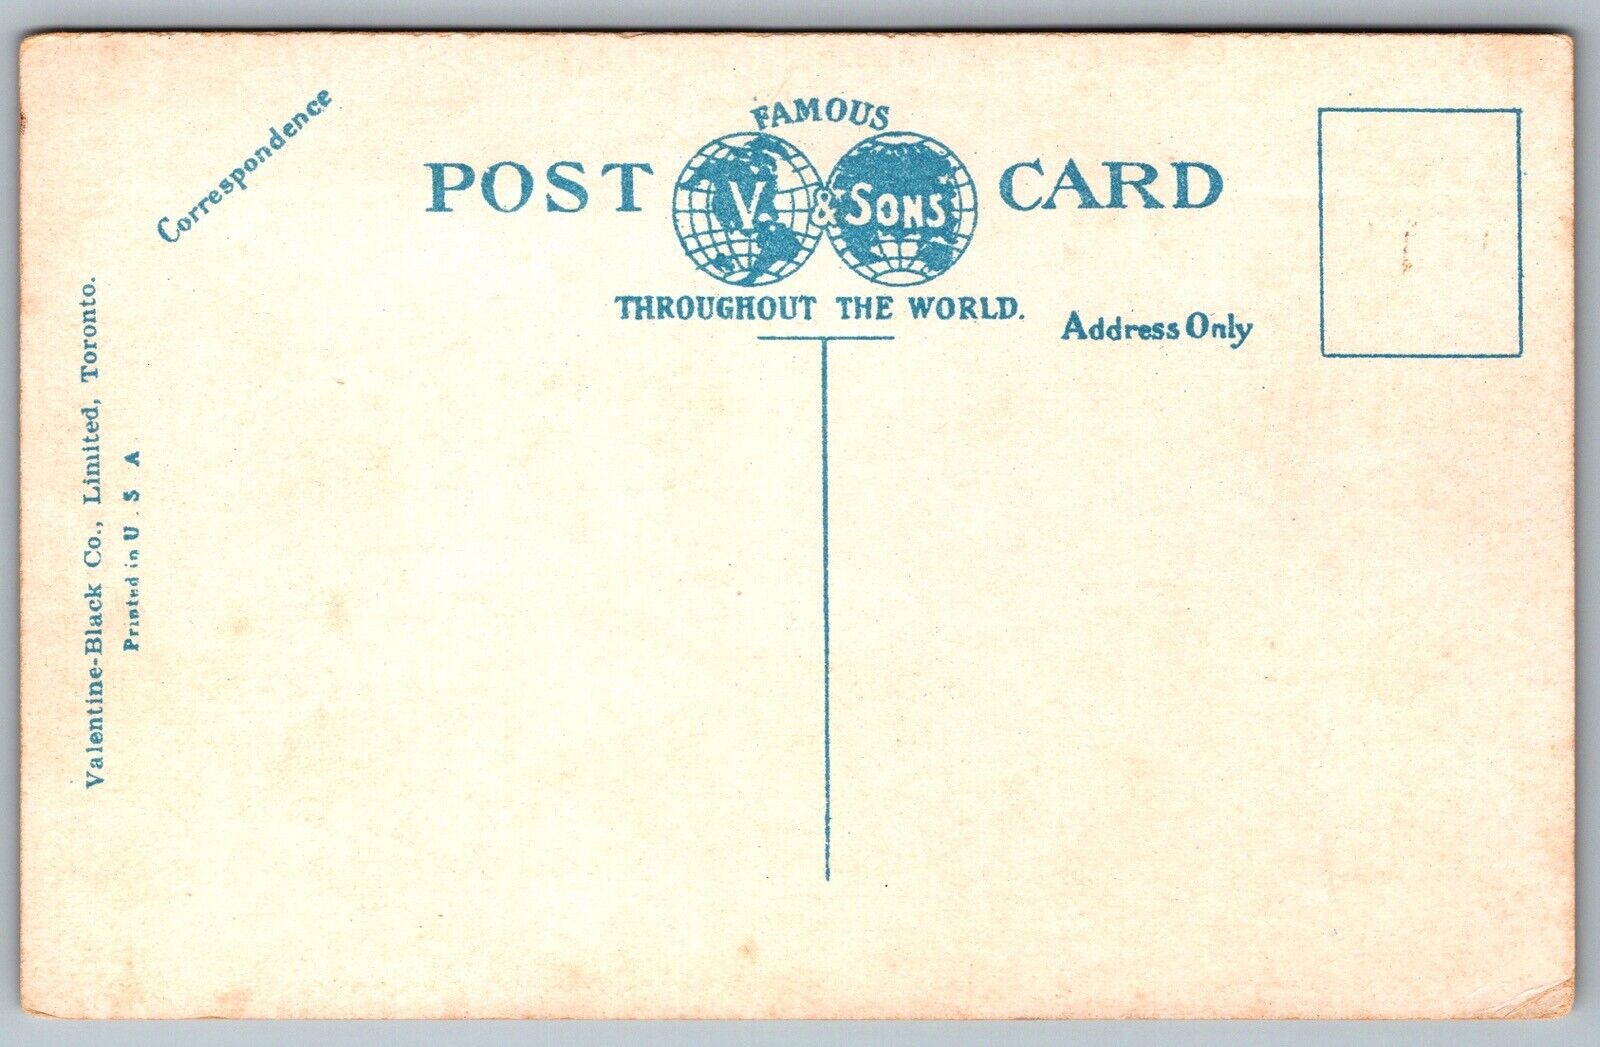 Correspondence
FAMOUS
POST V. & SONS CARD
THROUGHOUT THE WORLD.
Address Only
Valentine-Black Co., Limited, Toronto.
Printed in U. S A